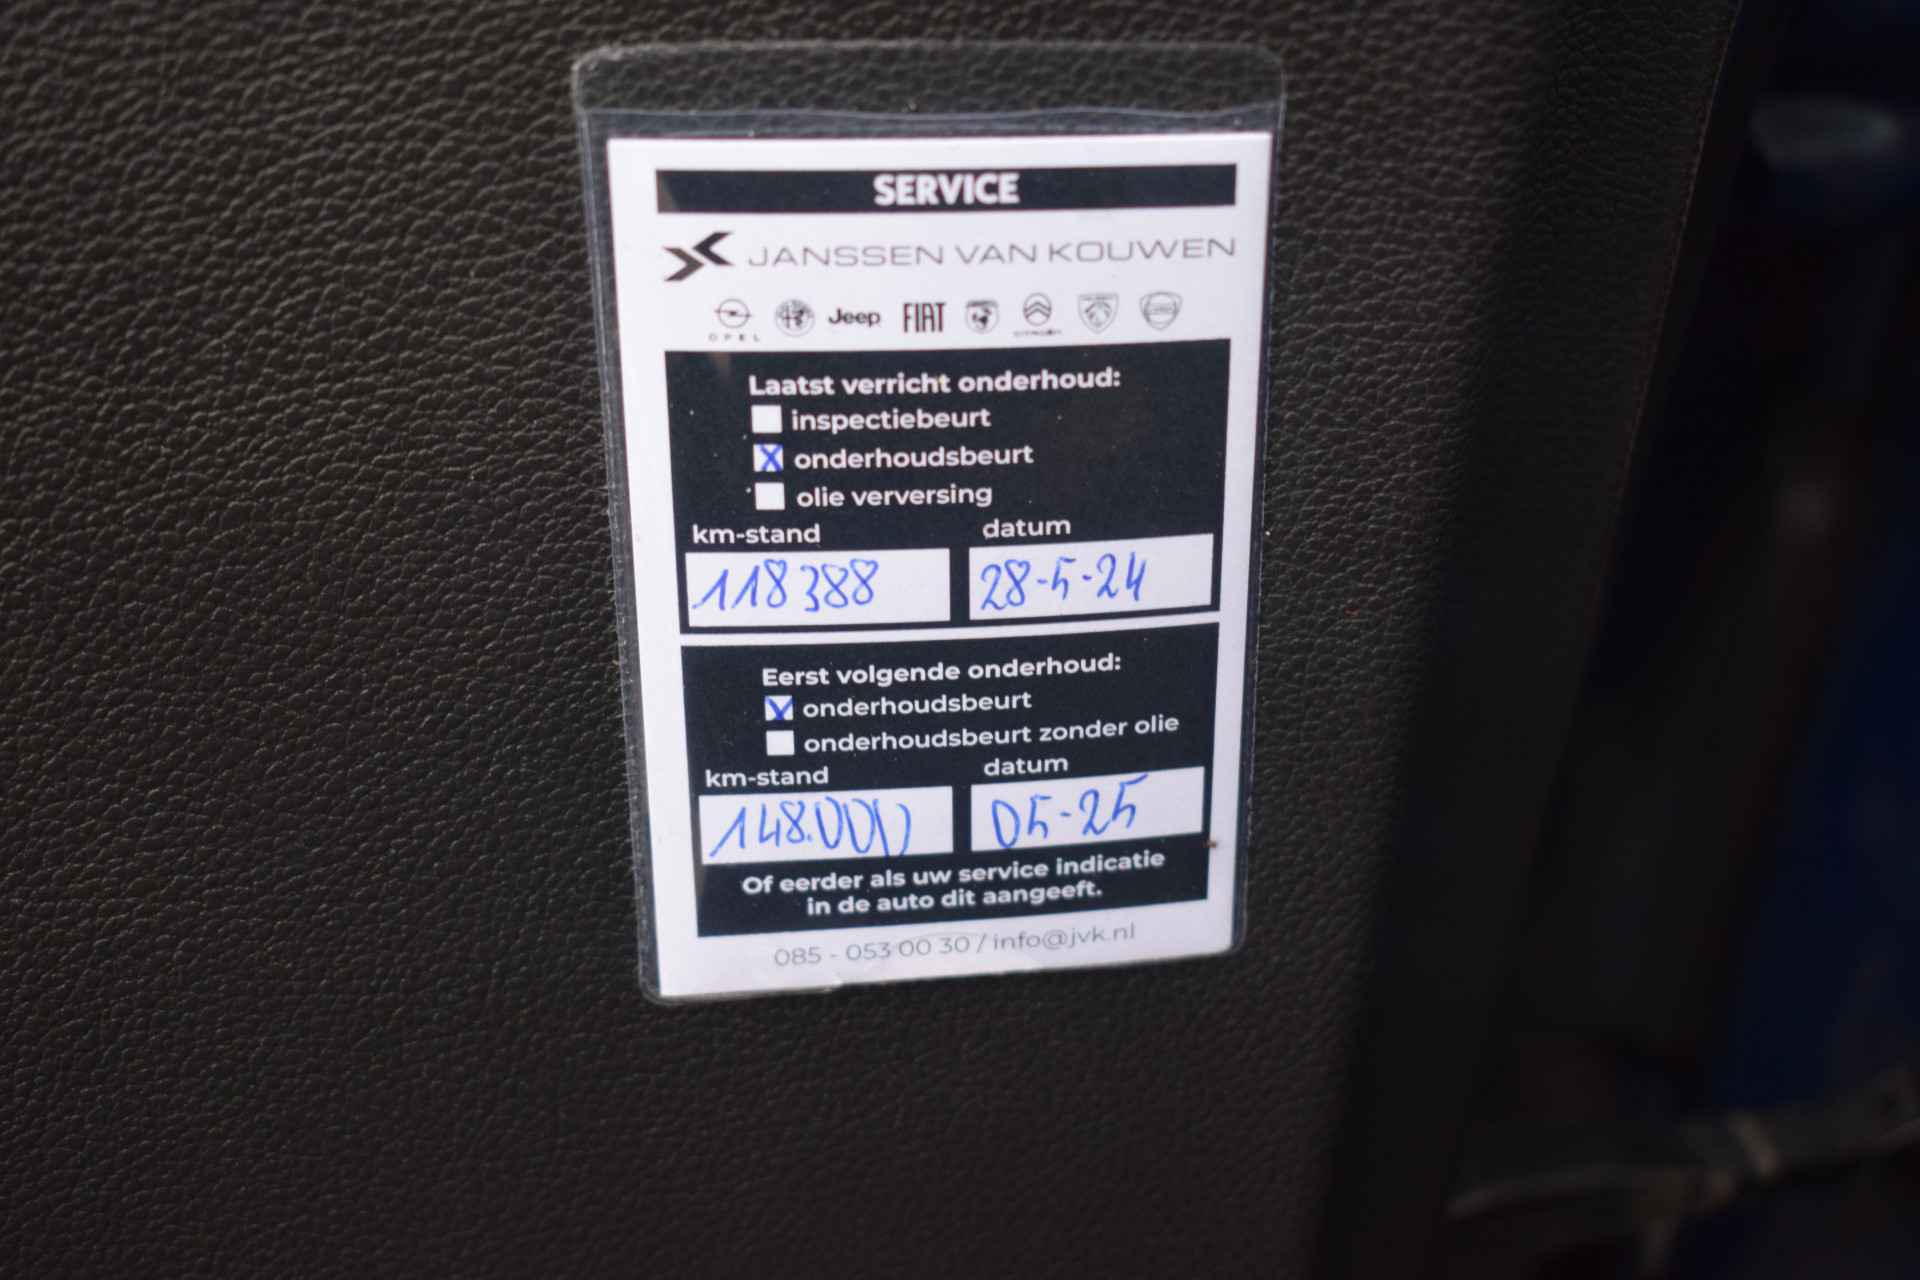 SERVICE
JANSSEN VAN KOUWEN
OPEL Jeep FIAT CITROËN
Laatst verricht onderhoud:
inspectiebeurt
X onderhoudsbeurt
olie verversing
km-stand datum
118388 28-5-24
Eerst volgende onderhoud:
X onderhoudsbeurt
onderhoudsbeurt zonder olie
km-stand datum
148.000 05-25
Of eerder als uw service indicatie
in de auto dit aangeeft.
085 - 053 00 30 / info@jvk.nl